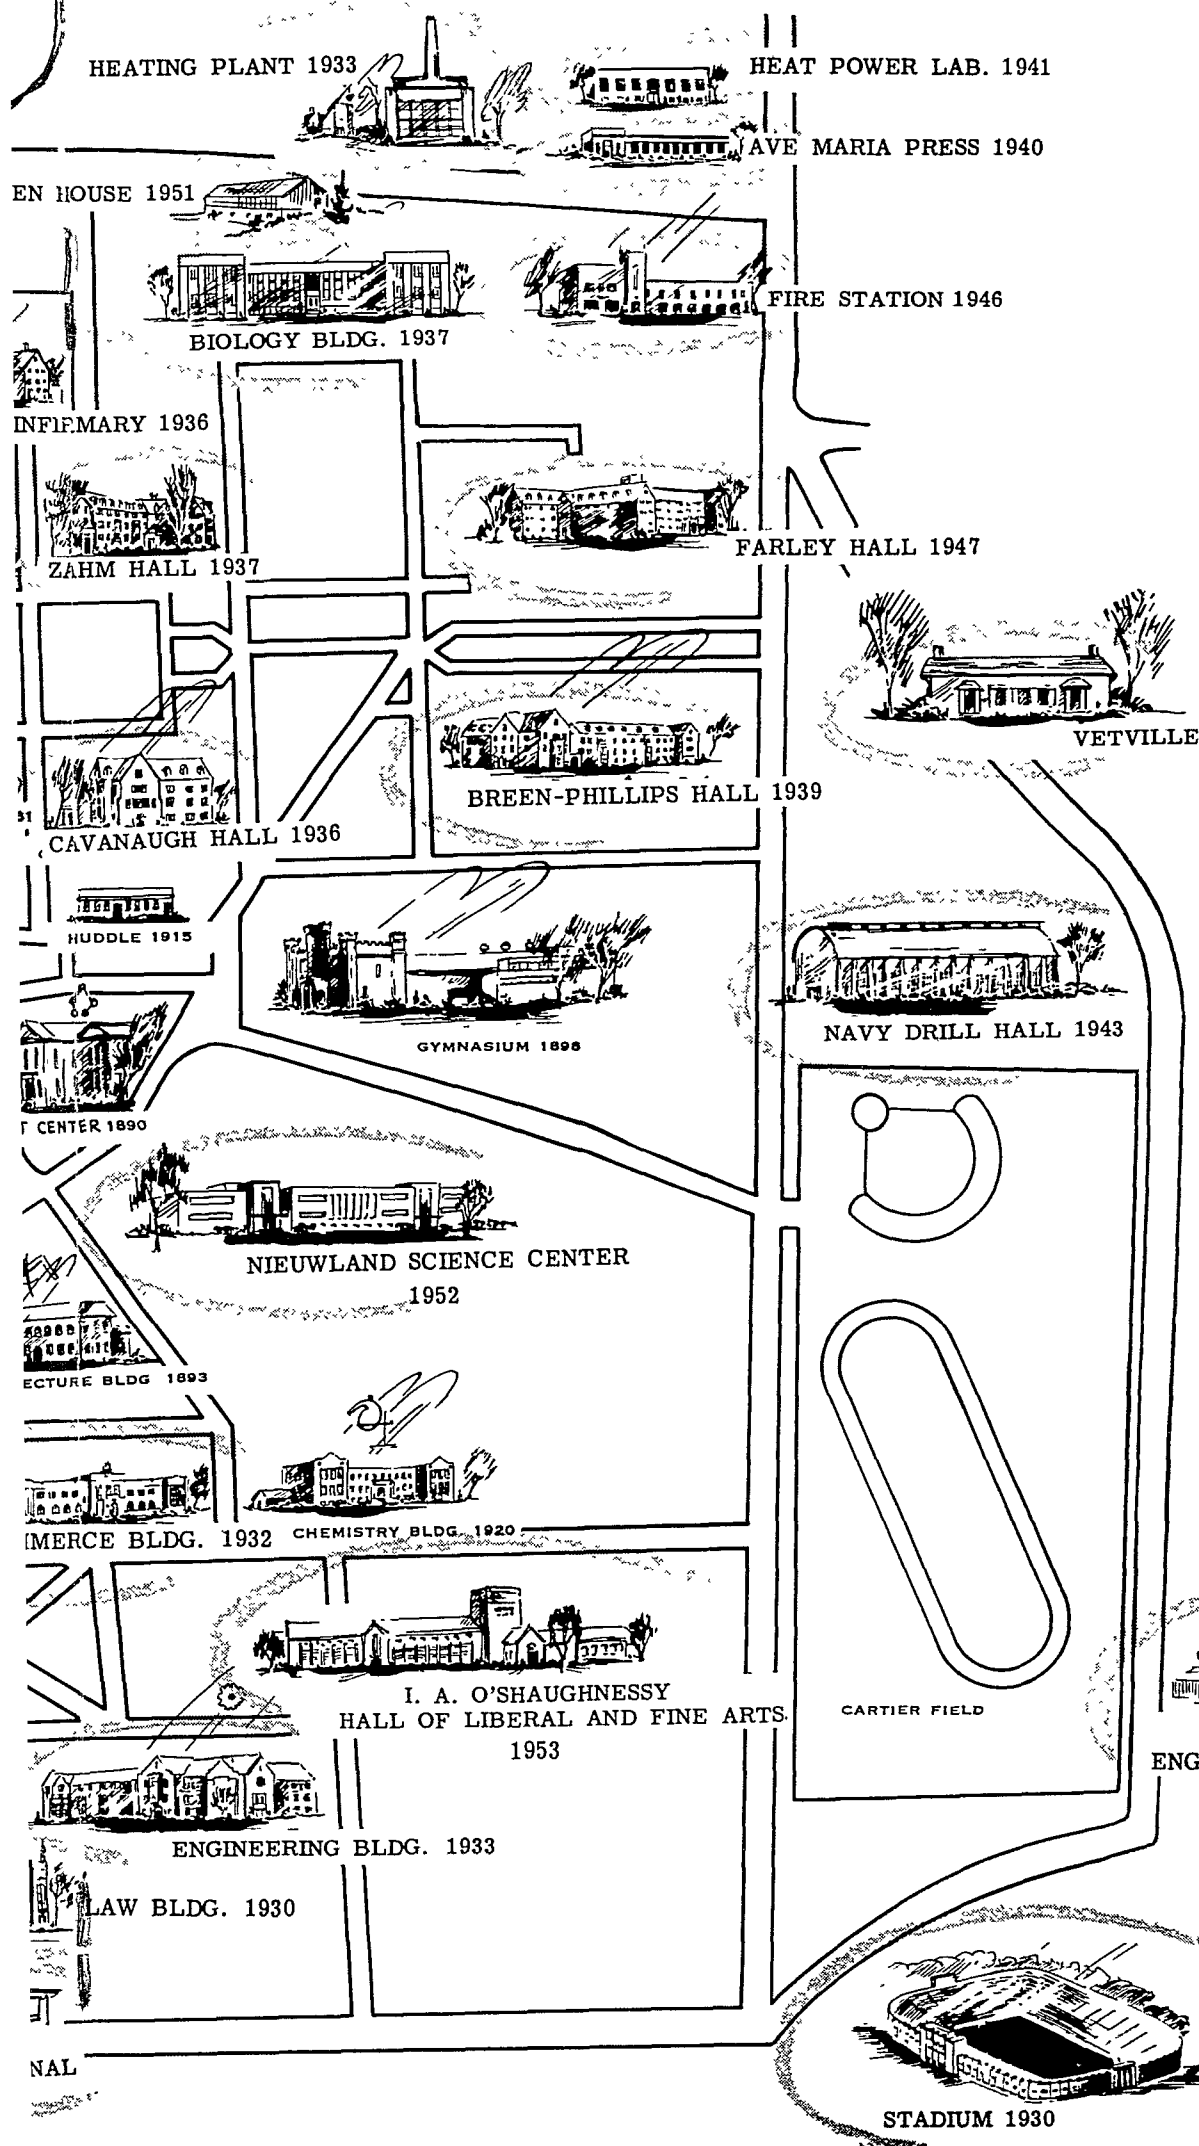 HEATING PLANT 1933
HEAT POWER LAB. 1941
AVE MARIA PRESS 1940
EN HOUSE 1951
FIRE STATION 1946
BIOLOGY BLDG. 1937
INFIRMARY 1936
FARLEY HALL 1947
ZAHM HALL 1937
VETVILLE
BREEN-PHILLIPS HALL 1939
31
CAVANAUGH HALL 1936
HUDDLE 1915
NAVY DRILL HALL 1943
GYMNASIUM 1898
T CENTER 1890
NIEUWLAND SCIENCE CENTER
1952
ECTURE BLDG 1893
CHEMISTRY BLDG. 1920
MERCE BLDG. 1932
I. A. O'SHAUGHNESSY
HALL OF LIBERAL AND FINE ARTS
1953
CARTIER FIELD
ENG
ENGINEERING BLDG. 1933
LAW BLDG. 1930
NAL
STADIUM 1930